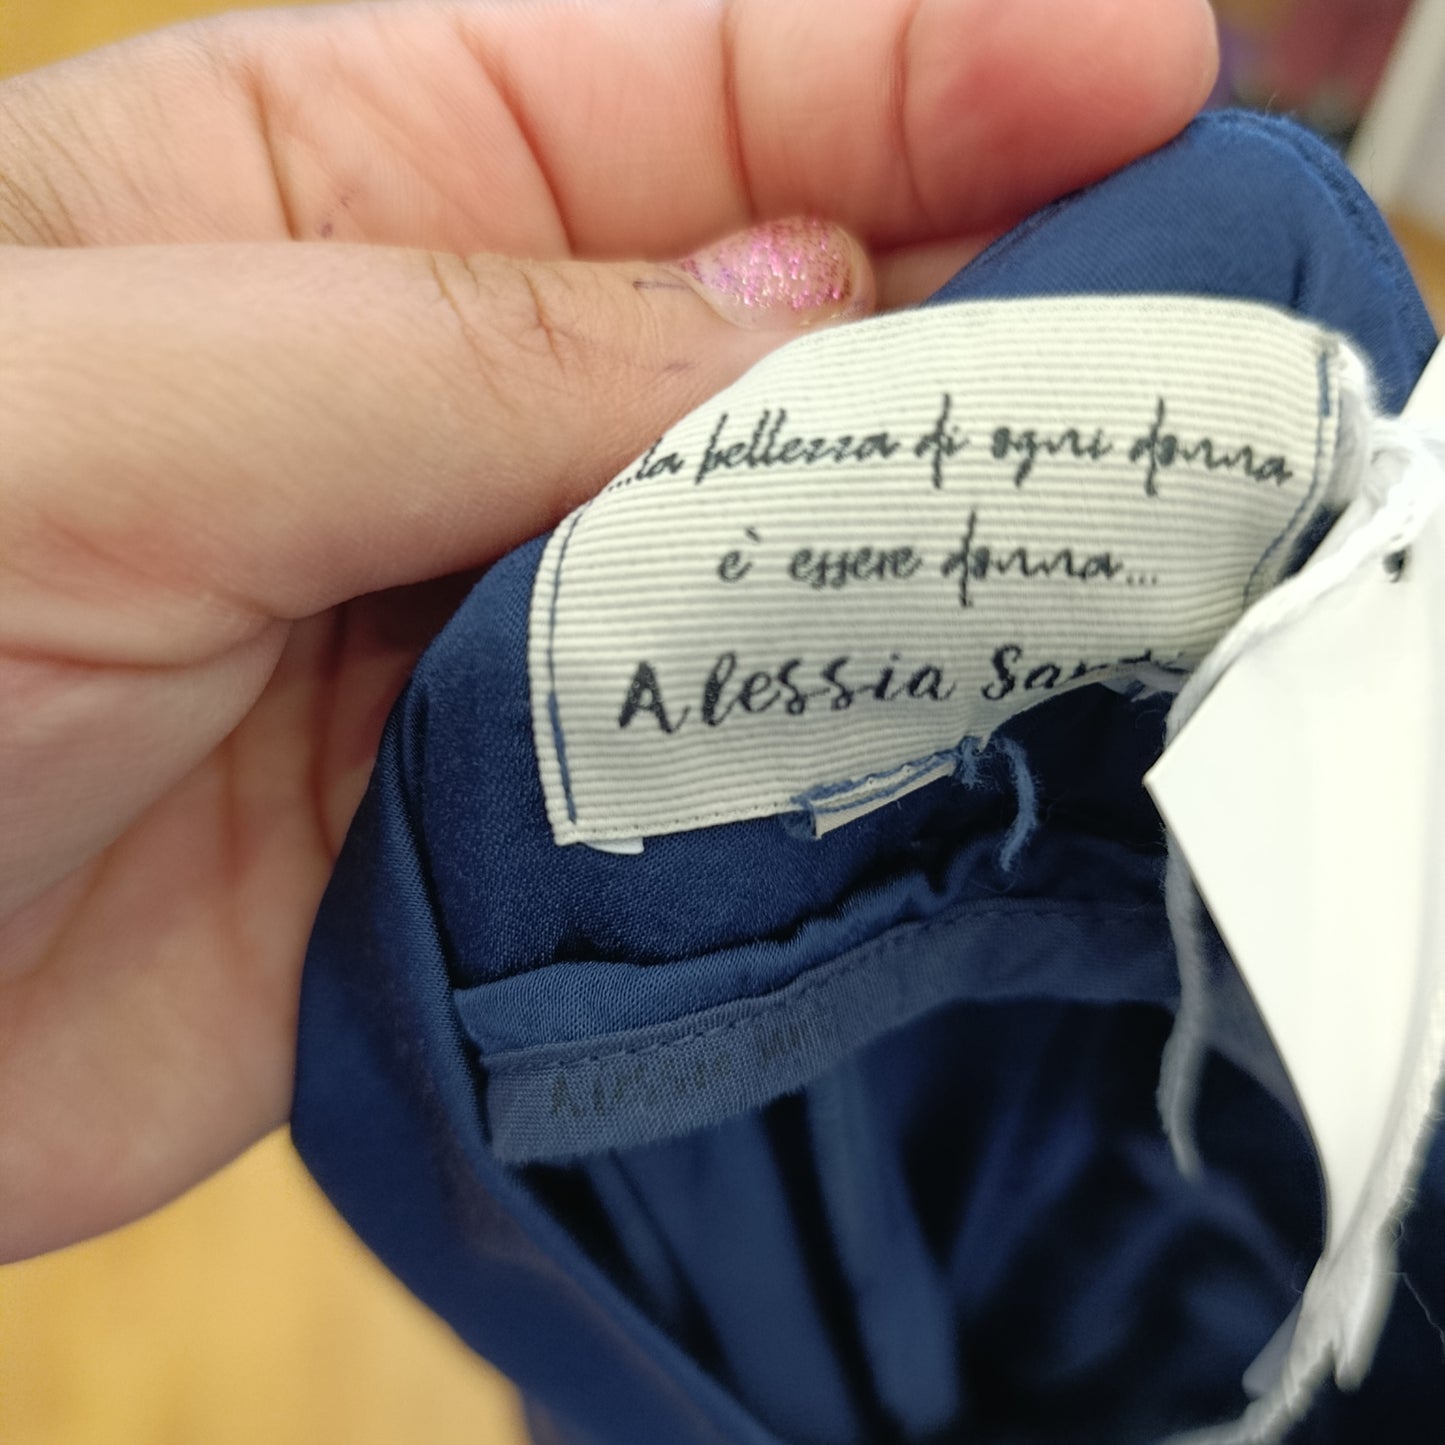 ...la bellezza di ogni donna
è essere donna...
Alessia